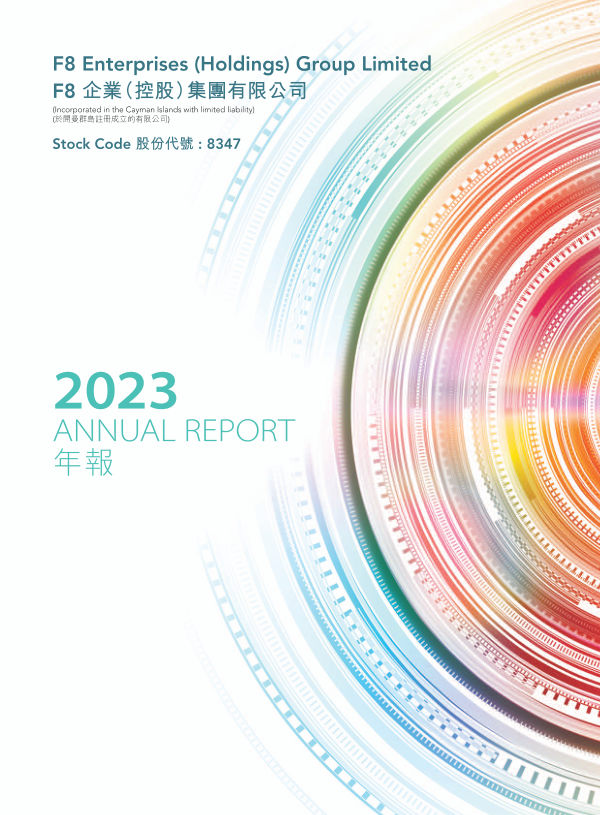 F8 Enterprises (Holdings) Group Limited
F8 企業（控股）集團有限公司
(Incorporated in the Cayman Islands with limited liability)
(於開曼群島註冊成立的有限公司)
Stock Code 股份代號 : 8347
2023
ANNUAL REPORT
年報